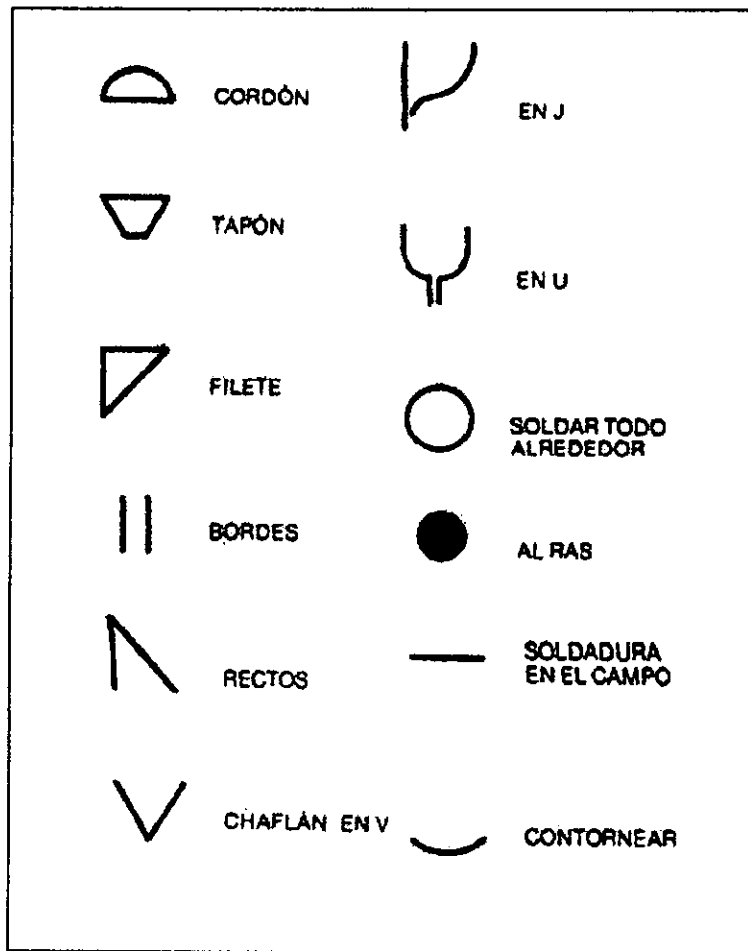 CORDÓN
TAPÓN
FILETE
BORDES
RECTOS
CHAFLÁN EN V
EN J
EN U
SOLDAR TODO
ALREDEDOR
AL RAS
SOLDADURA
EN EL CAMPO
CONTORNEAR